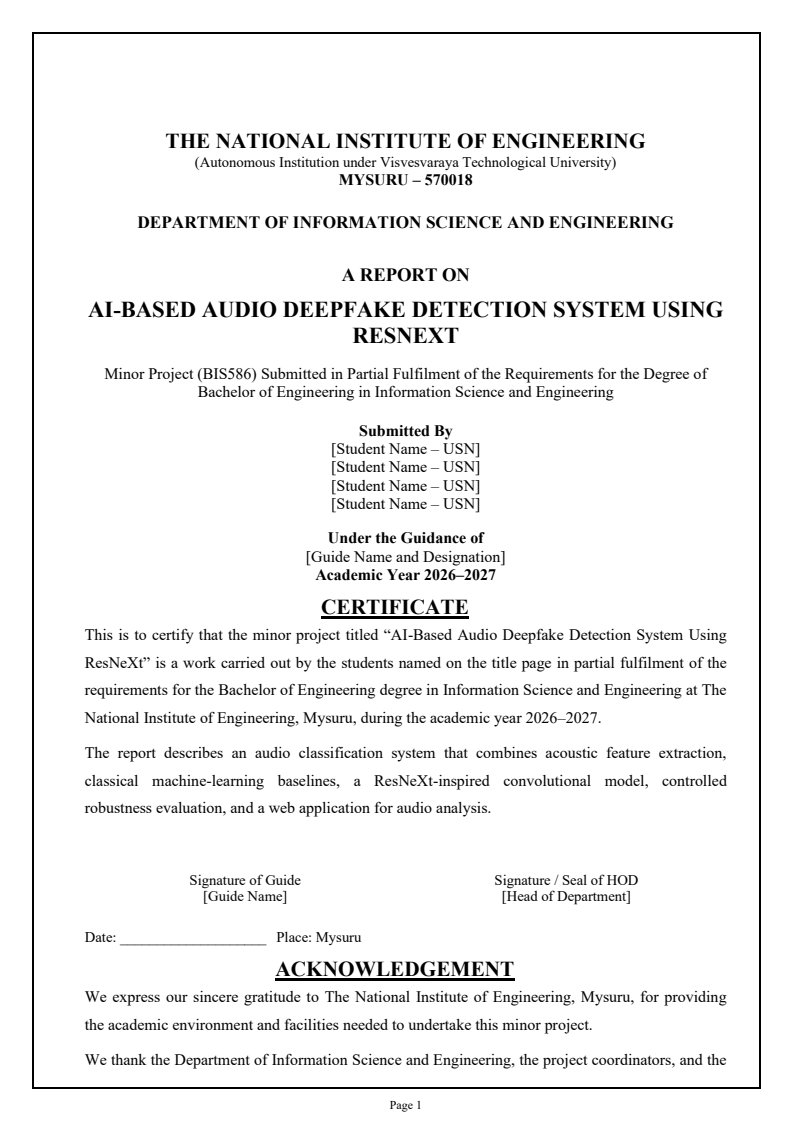 THE NATIONAL INSTITUTE OF ENGINEERING
(Autonomous Institution under Visvesvaraya Technological University)
MYSURU – 570018
DEPARTMENT OF INFORMATION SCIENCE AND ENGINEERING
A REPORT ON
AI-BASED AUDIO DEEPFAKE DETECTION SYSTEM USING
RESNEXT
Minor Project (BIS586) Submitted in Partial Fulfilment of the Requirements for the Degree of
Bachelor of Engineering in Information Science and Engineering
Submitted By
[Student Name – USN]
[Student Name – USN]
[Student Name – USN]
[Student Name – USN]
Under the Guidance of
[Guide Name and Designation]
Academic Year 2026–2027
CERTIFICATE
This is to certify that the minor project titled “AI-Based Audio Deepfake Detection System Using
ResNeXt” is a work carried out by the students named on the title page in partial fulfilment of the
requirements for the Bachelor of Engineering degree in Information Science and Engineering at The
National Institute of Engineering, Mysuru, during the academic year 2026–2027.
The report describes an audio classification system that combines acoustic feature extraction,
classical machine-learning baselines, a ResNeXt-inspired convolutional model, controlled
robustness evaluation, and a web application for audio analysis.
Signature of Guide
[Guide Name]
Signature / Seal of HOD
[Head of Department]
Date: ____________________ Place: Mysuru
ACKNOWLEDGEMENT
We express our sincere gratitude to The National Institute of Engineering, Mysuru, for providing
the academic environment and facilities needed to undertake this minor project.
We thank the Department of Information Science and Engineering, the project coordinators, and the
Page 1